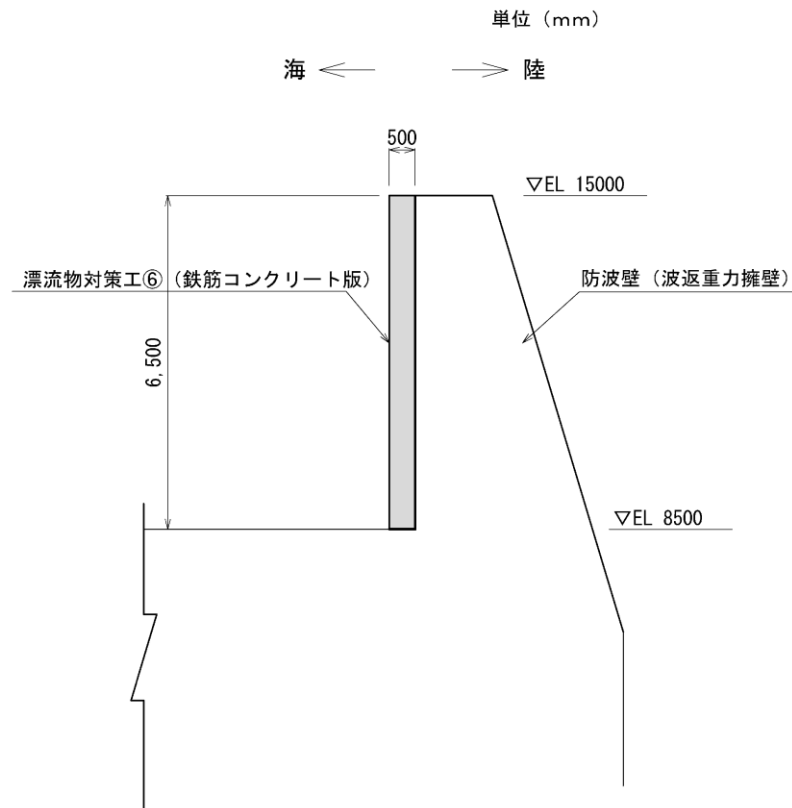 単位（mm）
海
陸
500
▽EL 15000
漂流物対策工⑥（鉄筋コンクリート版）
防波壁（波返重力擁壁）
6,500
▽EL 8500